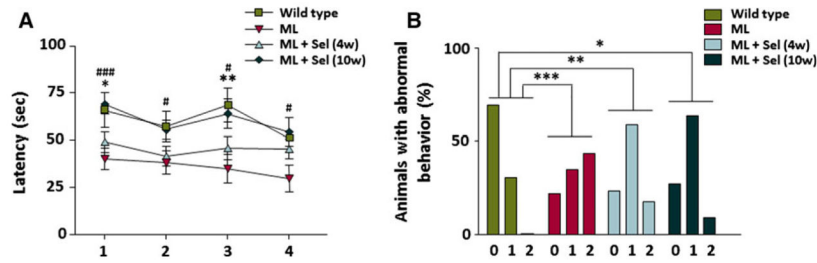 A
Wild type
ML
ML + Sel (4w)
ML + Sel (10w)
Latency (sec)
100
75
50
25
0
###
*
#
#
**
#
1 2 3 4
B
Wild type
ML
ML + Sel (4w)
ML + Sel (10w)
Animals with abnormal
behavior (%)
100
50
0
*
**
***
0 1 2 0 1 2 0 1 2 0 1 2